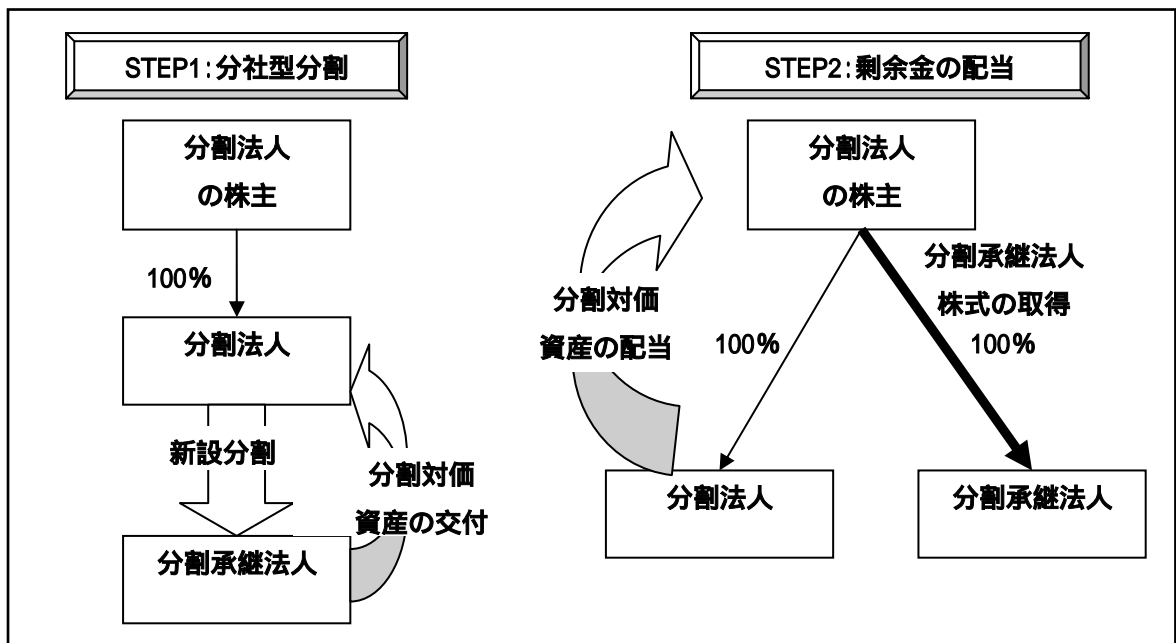 STEP1:分社型分割
分割法人
の株主
100%
分割法人
新設分割
分割対価
資産の交付
分割承継法人
STEP2:剰余金の配当
分割法人
の株主
分割承継法人
株式の取得
100%
分割対価
資産の配当
100%
分割法人
分割承継法人